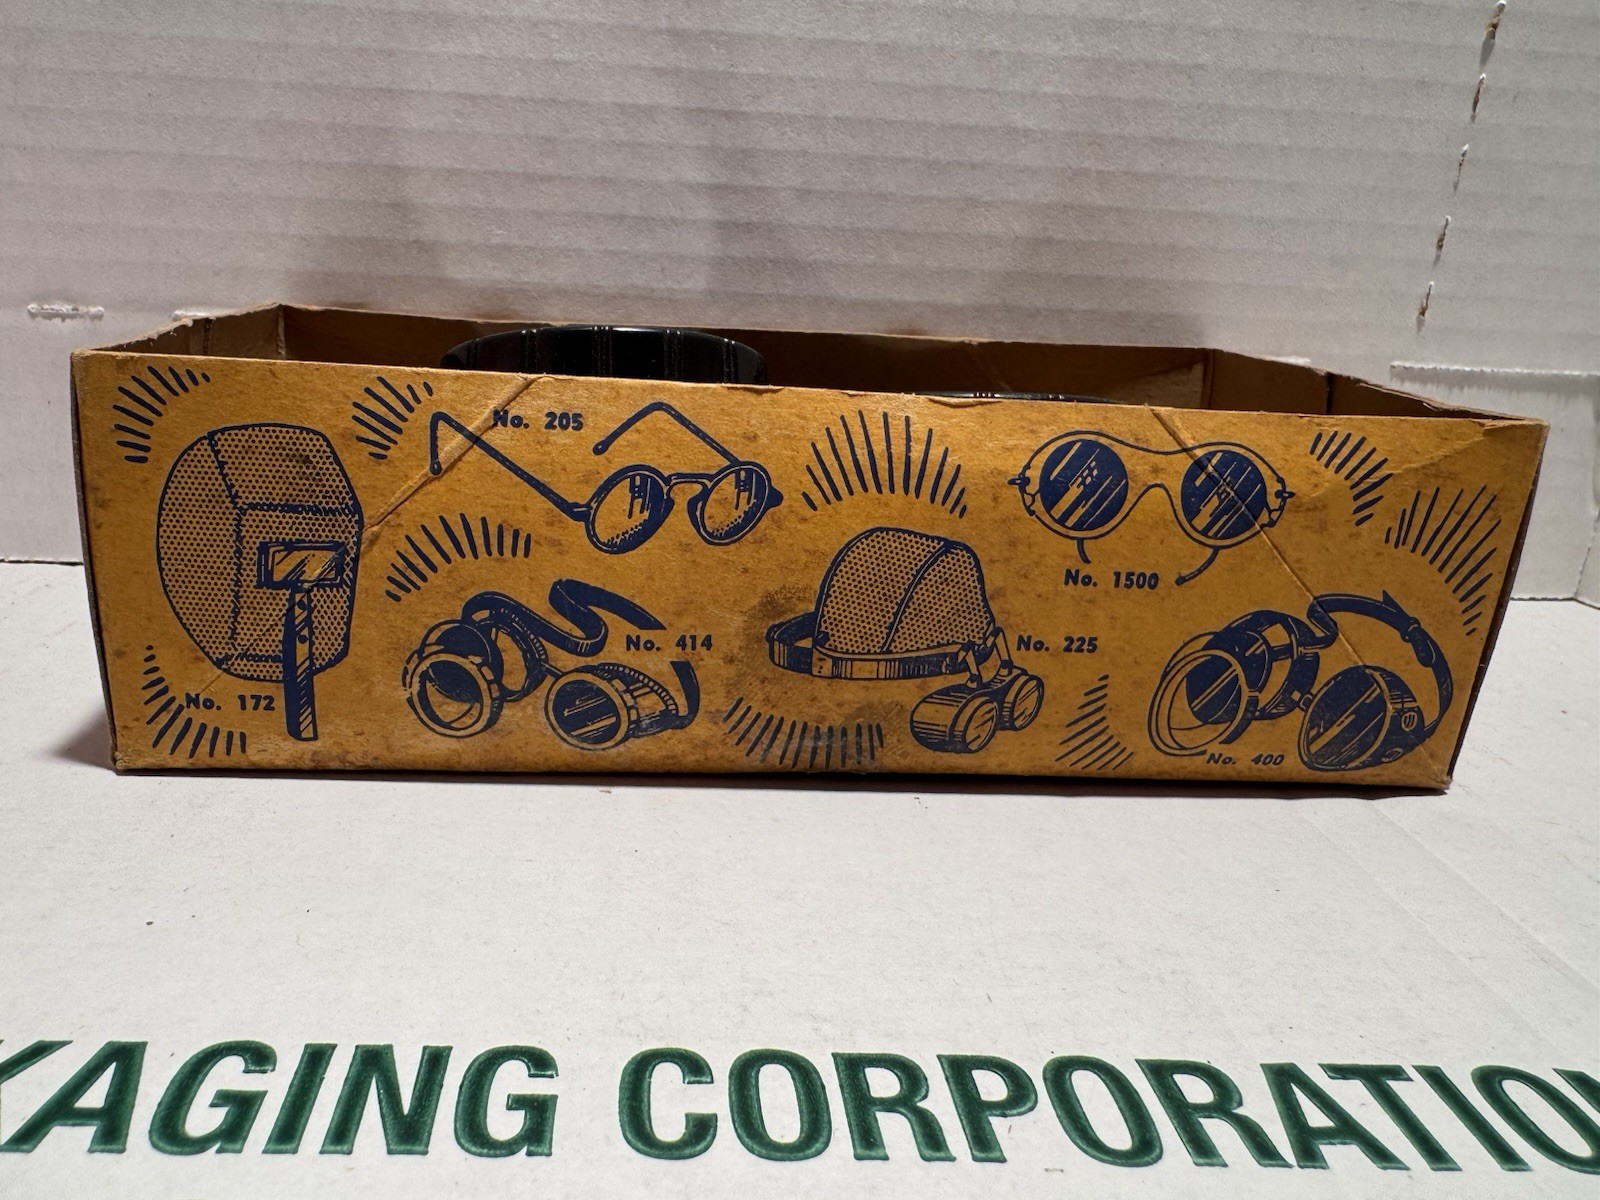 No. 205
No. 1500
No. 414
No. 225
No. 172
No. 400
KAGING CORPORATIO